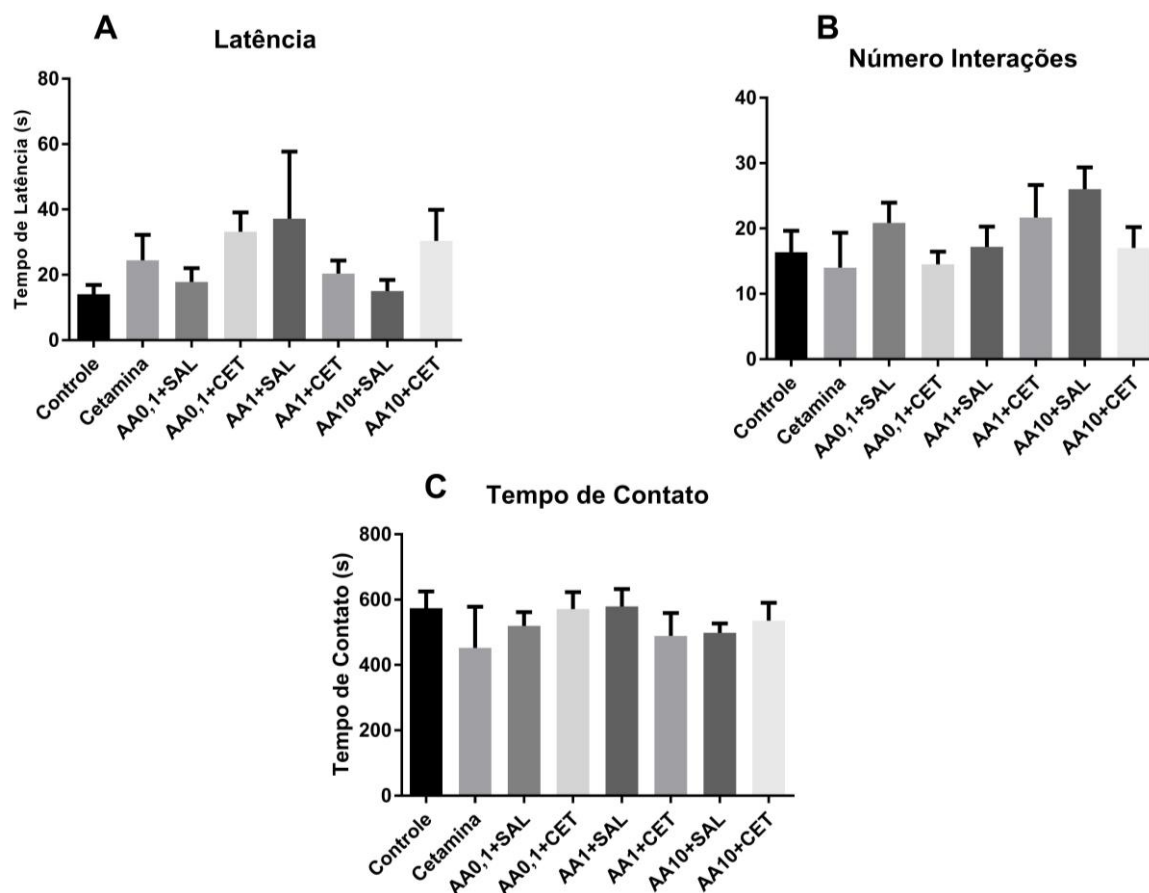 A
Latência
Tempo de Latência (s)
80
60
40
20
0
Controle
Cetamina
AA0,1+SAL
AA0,1+CET
AA1+SAL
AA1+CET
AA10+SAL
AA10+CET
B
Número Interações
40
30
20
10
0
Controle
Cetamina
AA0,1+SAL
AA0,1+CET
AA1+SAL
AA1+CET
AA10+SAL
AA10+CET
C
Tempo de Contato
Tempo de Contato (s)
800
600
400
200
0
Controle
Cetamina
AA0,1+SAL
AA0,1+CET
AA1+SAL
AA1+CET
AA10+SAL
AA10+CET